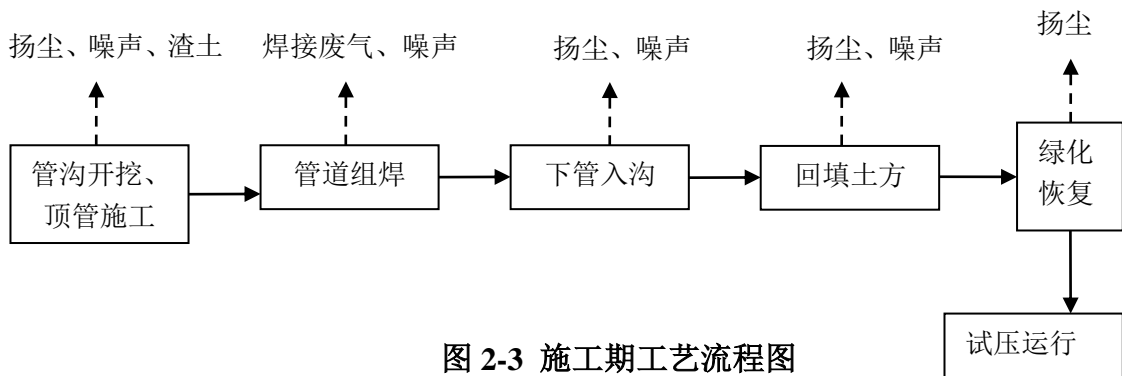 扬尘、噪声、渣土
焊接废气、噪声
扬尘、噪声
扬尘、噪声
扬尘
管沟开挖、
顶管施工
管道组焊
下管入沟
回填土方
绿化
恢复
试压运行
图 2-3 施工期工艺流程图